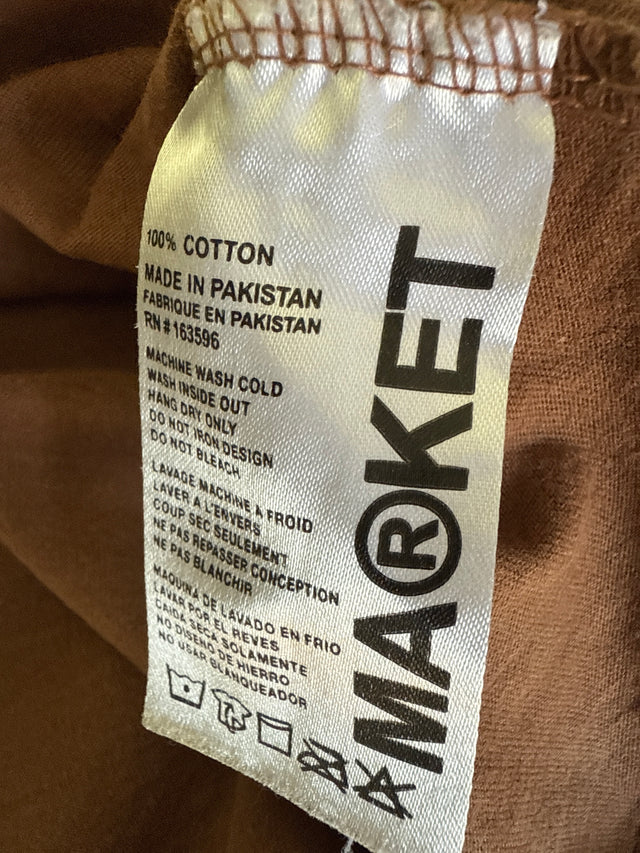 100% COTTON
MADE IN PAKISTAN
FABRIQUE EN PAKISTAN
RN#163596
MACHINE WASH COLD
WASH INSIDE OUT
HANG DRY ONLY
DO NOT IRON DESIGN
DO NOT BLEACH
LAVAGE MACHINE A FROID
LAVER A L'ENVERS
COUP SEC SEULEMENT
NE PAS REPASSER CONCEPTION
NE PAS BLANCHIR
MAQUINA DE LAVADO EN FRIO
LAVAR POR EL REVES
CAIDA SECA SOLAMENTE
NO DISEÑO DE HIERRO
NO USAR BLANQUEADOR
MA®KET